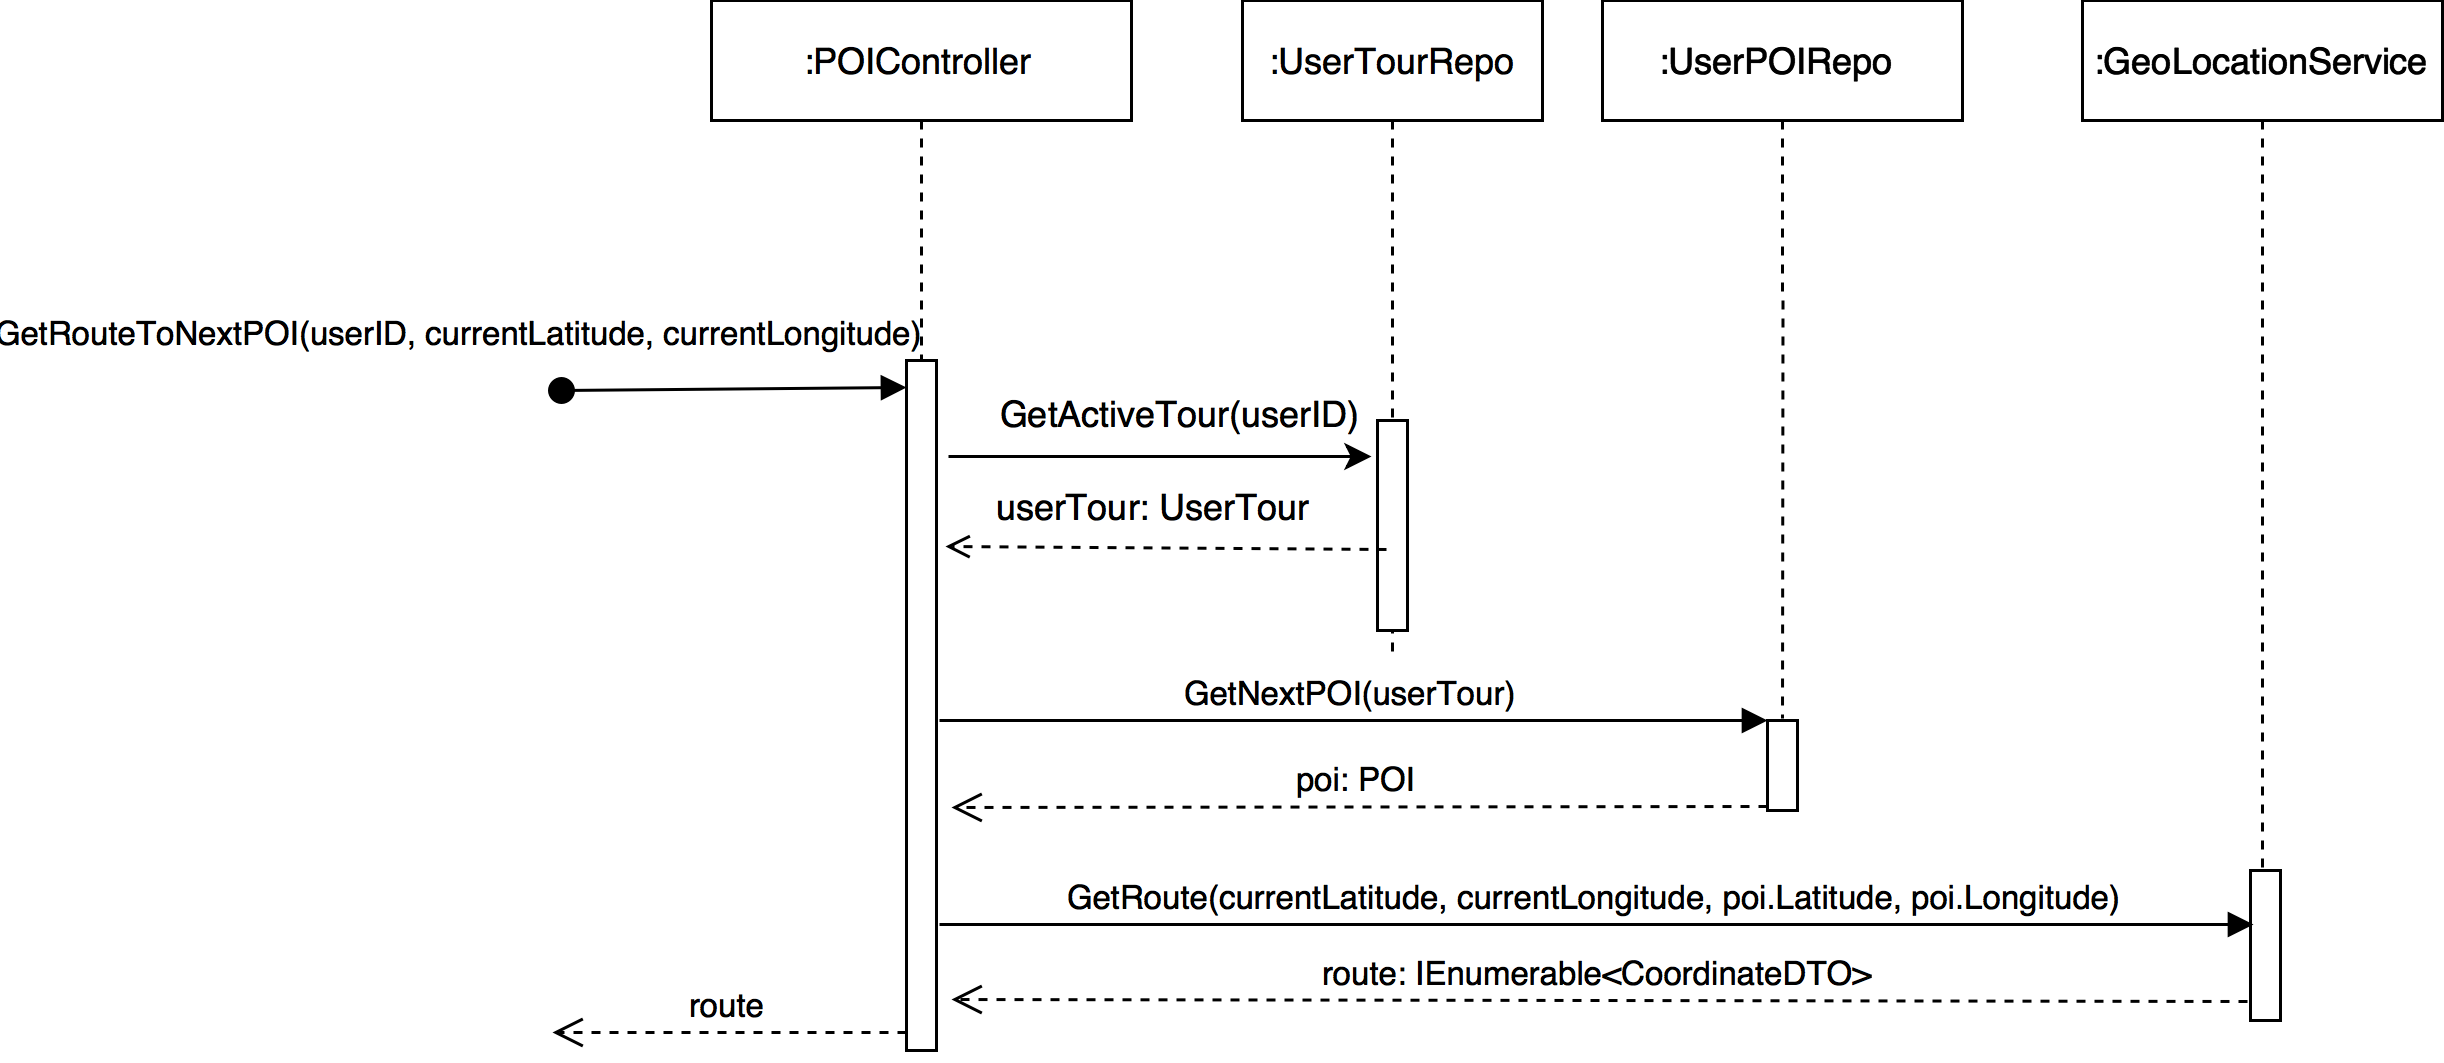 :POIController
:UserTourRepo
:UserPOIRepo
:GeoLocationService
GetRouteToNextPOI(userID, currentLatitude, currentLongitude)
GetActiveTour(userID)
userTour: UserTour
GetNextPOI(userTour)
poi: POI
GetRoute(currentLatitude, currentLongitude, poi.Latitude, poi.Longitude)
route: IEnumerable<CoordinateDTO>
route